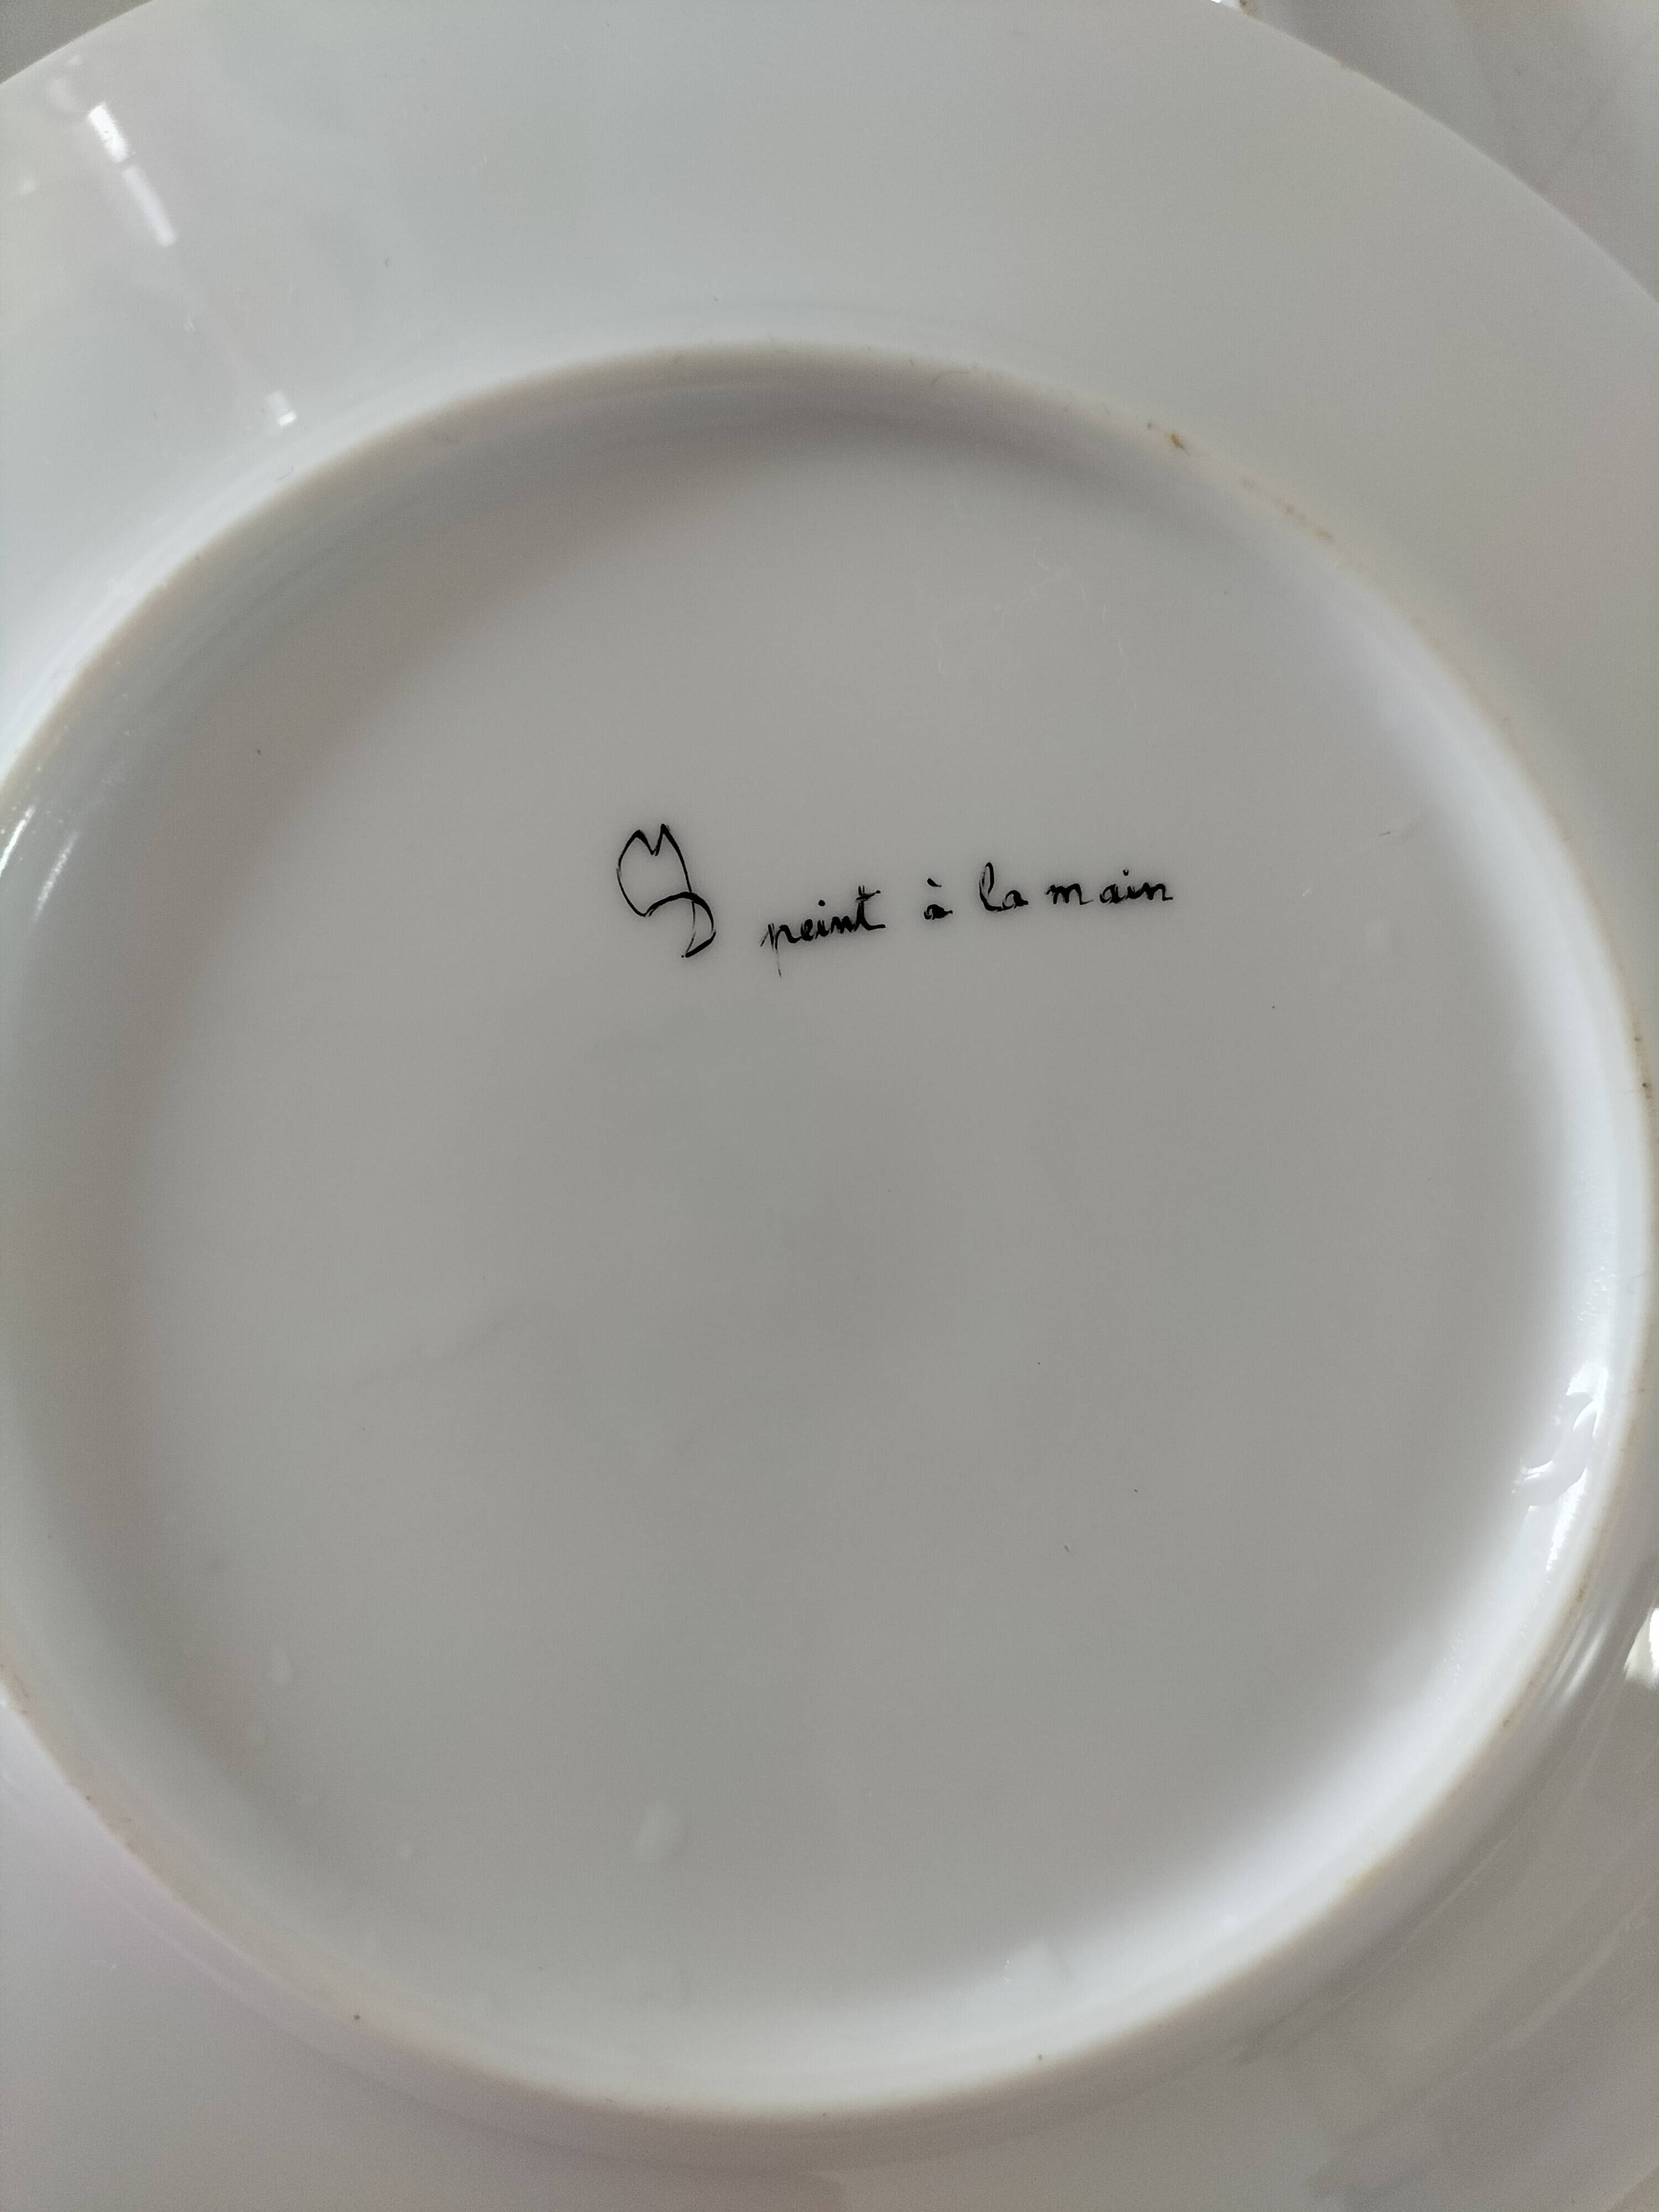 peint à la main